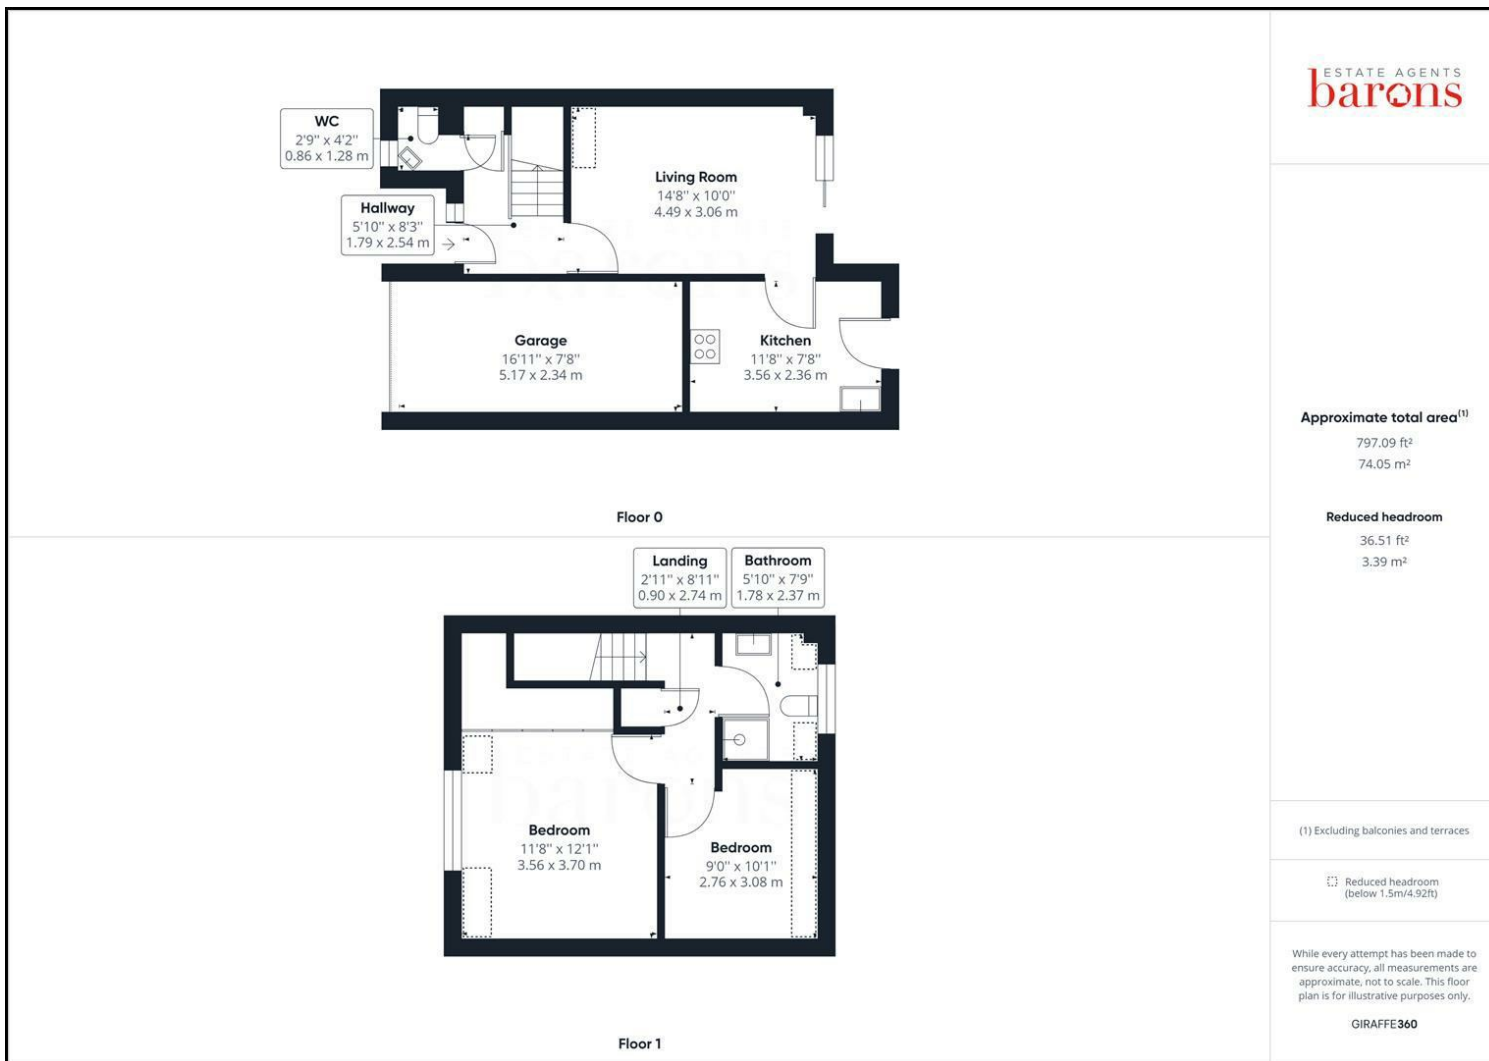 WC
2'9" x 4'2"
0.86 x 1.28 m
Hallway
5'10" x 8'3"
1.79 x 2.54 m
Living Room
14'8" x 10'0"
4.49 x 3.06 m
Garage
16'11" x 7'8"
5.17 x 2.34 m
Kitchen
11'8" x 7'8"
3.56 x 2.36 m
Floor 0
Landing
2'11" x 8'11"
0.90 x 2.74 m
Bathroom
5'10" x 7'9"
1.78 x 2.37 m
Bedroom
11'8" x 12'1"
3.56 x 3.70 m
Bedroom
9'0" x 10'1"
2.76 x 3.08 m
barons
Floor 1
ESTATE AGENTS
barons
Approximate total area(1)
797.09 ft²
74.05 m²
Reduced headroom
36.51 ft²
3.39 m²
(1) Excluding balconies and terraces
Reduced headroom
(below 1.5m/4.92ft)
While every attempt has been made to
ensure accuracy, all measurements are
approximate, not to scale. This floor
plan is for illustrative purposes only.
GIRAFFE360